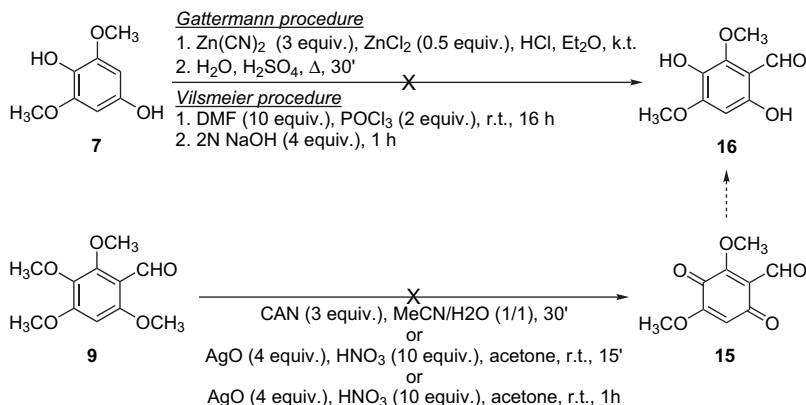 Gattermann procedure
1. Zn(CN)2 (3 equiv.), ZnCl2 (0.5 equiv.), HCl, Et2O, k.t.
2. H2O, H2SO4, Δ, 30'
X
Vilsmeier procedure
1. DMF (10 equiv.), POCl3 (2 equiv.), r.t., 16 h
2. 2N NaOH (4 equiv.), 1 h
OCH3
HO
H3CO
OH
7
OCH3
HO
CHO
H3CO
OH
16
OCH3
H3CO
CHO
H3CO
OCH3
9
X
CAN (3 equiv.), MeCN/H2O (1/1), 30'
or
AgO (4 equiv.), HNO3 (10 equiv.), acetone, r.t., 15'
or
AgO (4 equiv.), HNO3 (10 equiv.), acetone, r.t., 1h
OCH3
O
CHO
H3CO
O
15